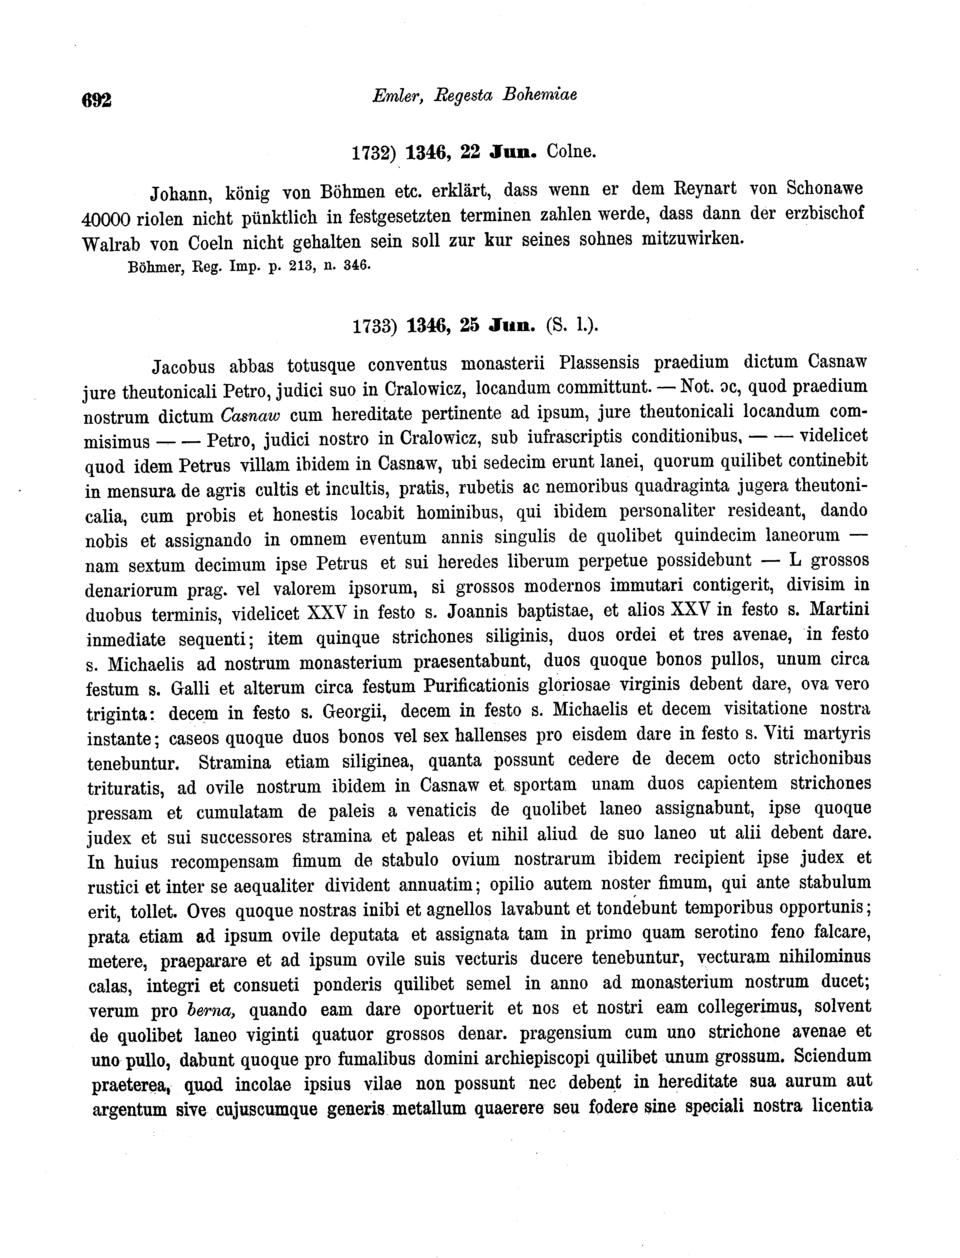 692
Emler, Regesta Bohemiae
1732) 1346, 22 Jun. Colne.
Johann, könig von Böhmen etc. erklärt, dass wenn er dem Reynart von Schonawe
40000 riolen nicht pünktlich in festgesetzten terminen zahlen werde, dass dann der erzbischof
Walrab von Coeln nicht gehalten sein soll zur kur seines sohnes mitzuwirken.
Böhmer, Reg. Imp. p. 213, n. 346.
1733) 1346, 25 Jun. (S. l.).
Jacobus abbas totusque conventus monasterii Plassensis praedium dictum Casnaw
jure theutonicali Petro, judici suo in Cralowicz, locandum committunt. — Not. ɔc, quod praedium
nostrum dictum Casnaw cum hereditate pertinente ad ipsum, jure theutonicali locandum com-
misimus — — Petro, judici nostro in Cralowicz, sub iufrascriptis conditionibus, — — videlicet
quod idem Petrus villam ibidem in Casnaw, ubi sedecim erunt lanei, quorum quilibet continebit
in mensura de agris cultis et incultis, pratis, rubetis ac nemoribus quadraginta jugera theutoni-
calia, cum probis et honestis locabit hominibus, qui ibidem personaliter resideant, dando
nobis et assignando in omnem eventum annis singulis de quolibet quindecim laneorum —
nam sextum decimum ipse Petrus et sui heredes liberum perpetue possidebunt — L grossos
denariorum prag. vel valorem ipsorum, si grossos modernos immutari contigerit, divisim in
duobus terminis, videlicet XXV in festo s. Joannis baptistae, et alios XXV in festo s. Martini
inmediate sequenti; item quinque strichones siliginis, duos ordei et tres avenae, in festo
s. Michaelis ad nostrum monasterium praesentabunt, duos quoque bonos pullos, unum circa
festum s. Galli et alterum circa festum Purificationis gloriosae virginis debent dare, ova vero
triginta: decem in festo s. Georgii, decem in festo s. Michaelis et decem visitatione nostra
instante; caseos quoque duos bonos vel sex hallenses pro eisdem dare in festo s. Viti martyris
tenebuntur. Stramina etiam siliginea, quanta possunt cedere de decem octo strichonibus
trituratis, ad ovile nostrum ibidem in Casnaw et sportam unam duos capientem strichones
pressam et cumulatam de paleis a venaticis de quolibet laneo assignabunt, ipse quoque
judex et sui successores stramina et paleas et nihil aliud de suo laneo ut alii debent dare.
In huius recompensam fimum de stabulo ovium nostrarum ibidem recipient ipse judex et
rustici et inter se aequaliter divident annuatim; opilio autem noster fimum, qui ante stabulum
erit, tollet. Oves quoque nostras inibi et agnellos lavabunt et tondebunt temporibus opportunis;
prata etiam ad ipsum ovile deputata et assignata tam in primo quam serotino feno falcare,
metere, praeparare et ad ipsum ovile suis vecturis ducere tenebuntur, vecturam nihilominus
calas, integri et consueti ponderis quilibet semel in anno ad monasterium nostrum ducet;
verum pro berna, quando eam dare oportuerit et nos et nostri eam collegerimus, solvent
de quolibet laneo viginti quatuor grossos denar. pragensium cum uno strichone avenae et
uno pullo, dabunt quoque pro fumalibus domini archiepiscopi quilibet unum grossum. Sciendum
praeterea, quod incolae ipsius vilae non possunt nec debent in hereditate sua aurum aut
argentum sive cujuscumque generis metallum quaerere seu fodere sine speciali nostra licentia